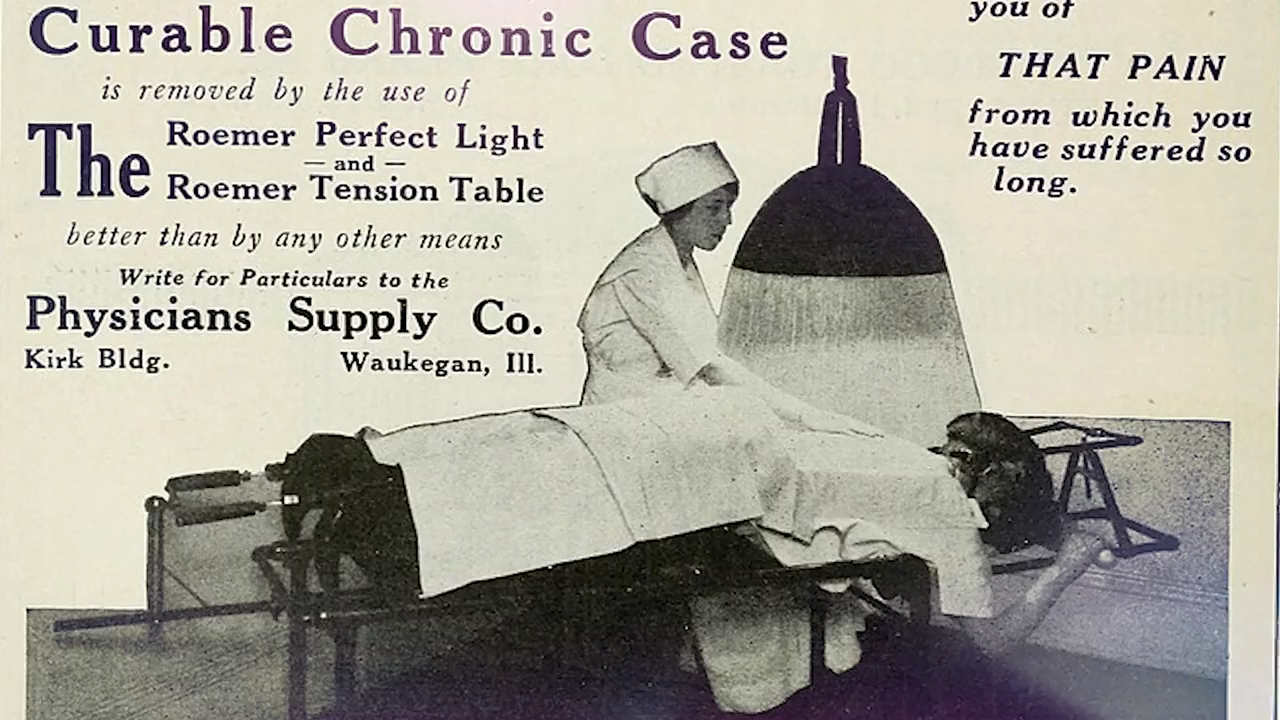 Curable Chronic Case
is removed by the use of
The Roemer Perfect Light
— and —
Roemer Tension Table
better than by any other means
Write for Particulars to the
Physicians Supply Co.
Kirk Bldg. Waukegan, Ill.
you of
THAT PAIN
from which you
have suffered so
long.